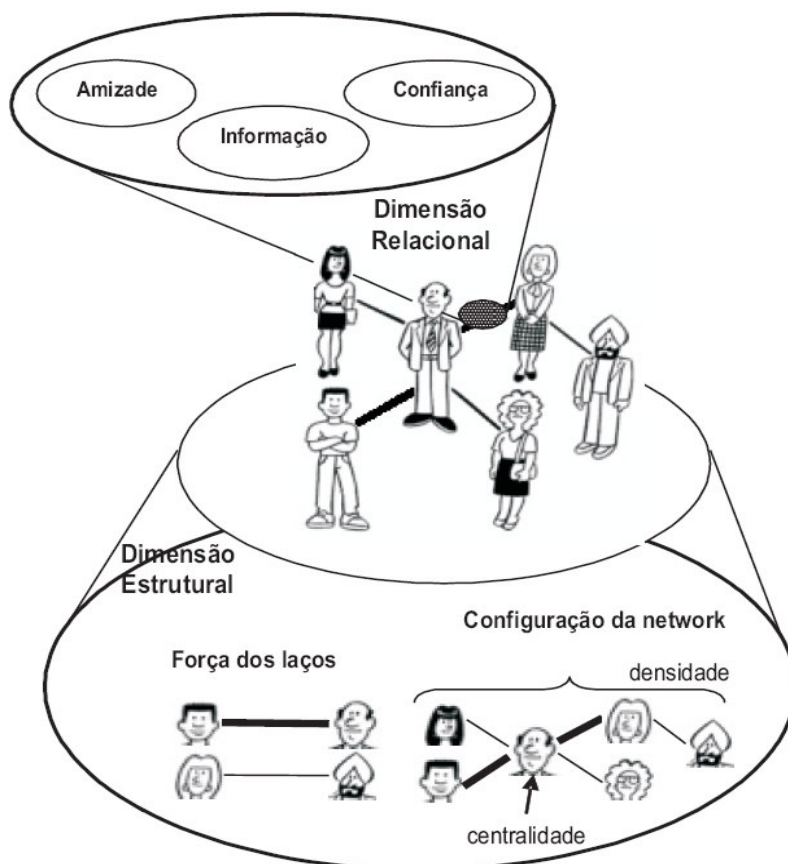 Amizade
Confiança
Informação
Dimensão
Relacional
Dimensão
Estrutural
Configuração da network
Força dos laços
densidade
centralidade